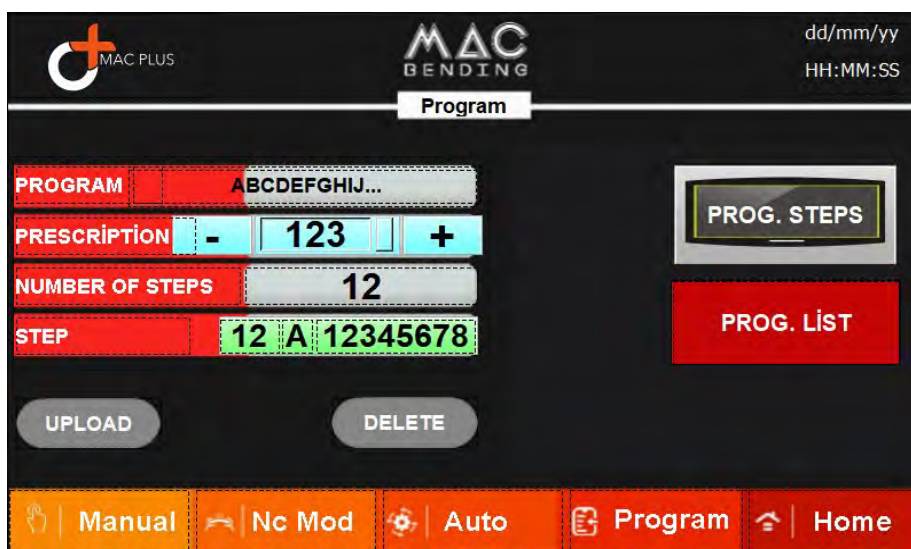 MAC PLUS
MAC
BENDING
dd/mm/yy
HH:MM:SS
Program
PROGRAM ABCDEFGHIJ...
PRESCRİPTİON - 123 +
NUMBER OF STEPS 12
STEP 12 A 12345678
PROG. STEPS
PROG. LİST
UPLOAD DELETE
Manual Nc Mod Auto Program Home